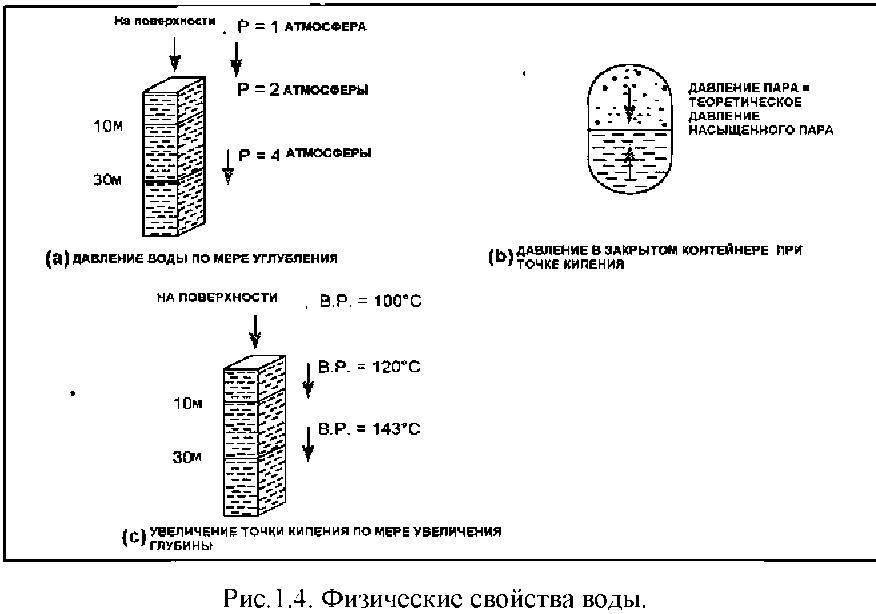 На поверхности
P = 1 АТМОСФЕРА
P = 2 АТМОСФЕРЫ
10м
P = 4 АТМОСФЕРЫ
30м
(a) ДАВЛЕНИЕ ВОДЫ ПО МЕРЕ УГЛУБЛЕНИЯ
ДАВЛЕНИЕ ПАРА =
ТЕОРЕТИЧЕСКОЕ
ДАВЛЕНИЕ
НАСЫЩЕННОГО ПАРА
(b) ДАВЛЕНИЕ В ЗАКРЫТОМ КОНТЕЙНЕРЕ ПРИ
ТОЧКЕ КИПЕНИЯ
НА ПОВЕРХНОСТИ
B.P. = 100°C
B.P. = 120°C
10м
B.P. = 143°C
30м
(c) УВЕЛИЧЕНИЕ ТОЧКИ КИПЕНИЯ ПО МЕРЕ УВЕЛИЧЕНИЯ
ГЛУБИНЫ
Рис.1.4. Физические свойства воды.